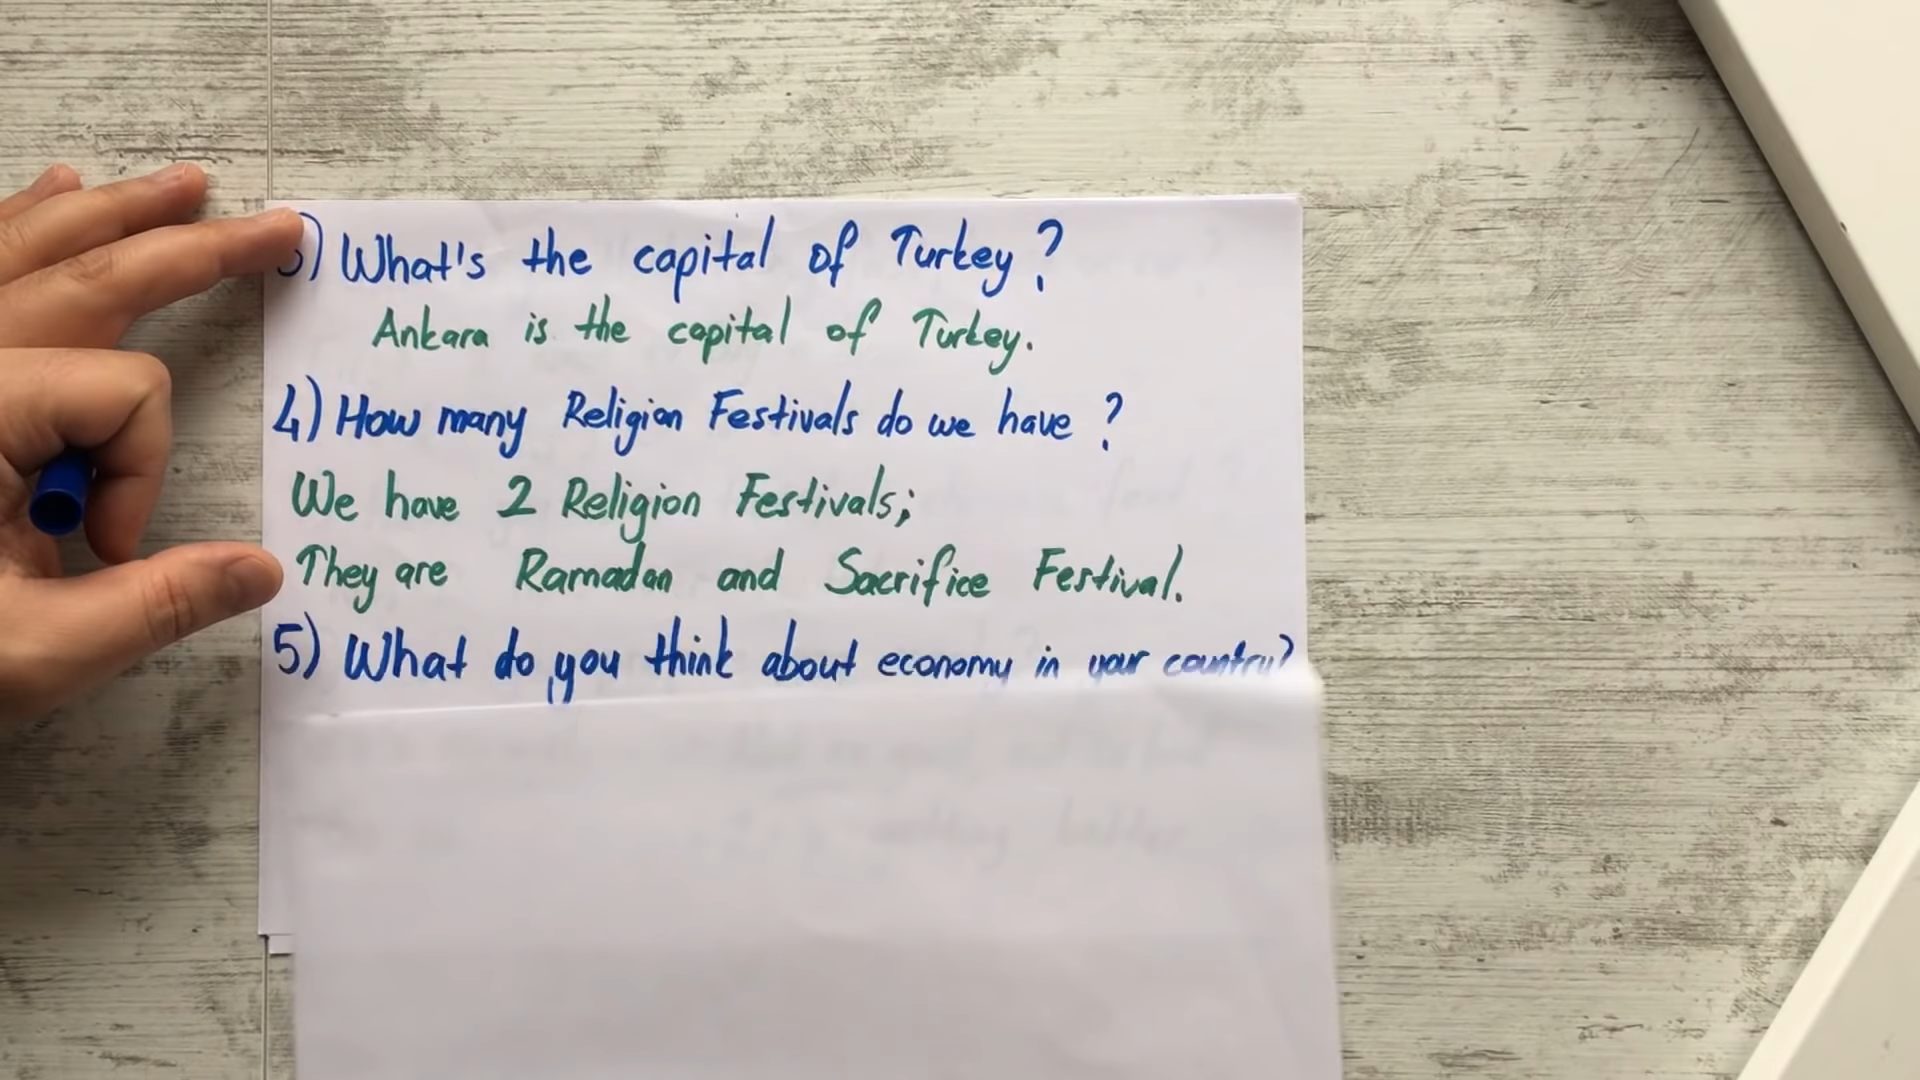 3) What's the capital of Turkey?
Ankara is the capital of Turkey.
4) How many Religion Festivals do we have ?
We have 2 Religion Festivals;
They are Ramadan and Sacrifice Festival.
5) What do you think about economy in your country?